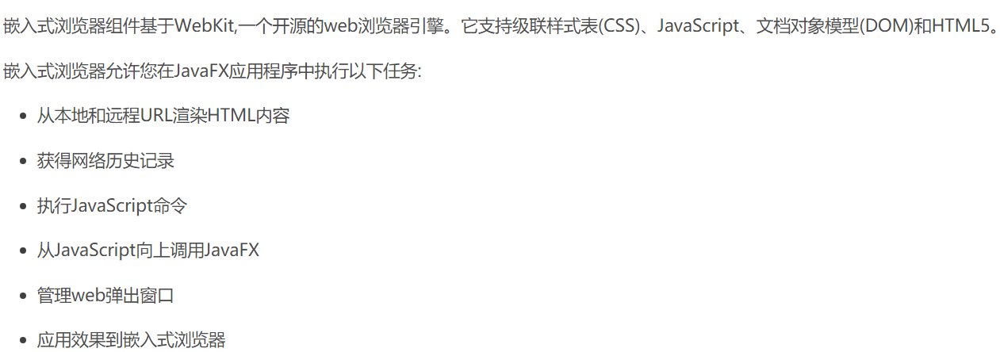 嵌入式浏览器组件基于WebKit,一个开源的web浏览器引擎。它支持级联样式表(CSS)、JavaScript、文档对象模型(DOM)和HTML5。
嵌入式浏览器允许您在JavaFX应用程序中执行以下任务:
• 从本地和远程URL渲染HTML内容
• 获得网络历史记录
• 执行JavaScript命令
• 从JavaScript向上调用JavaFX
• 管理web弹出窗口
• 应用效果到嵌入式浏览器